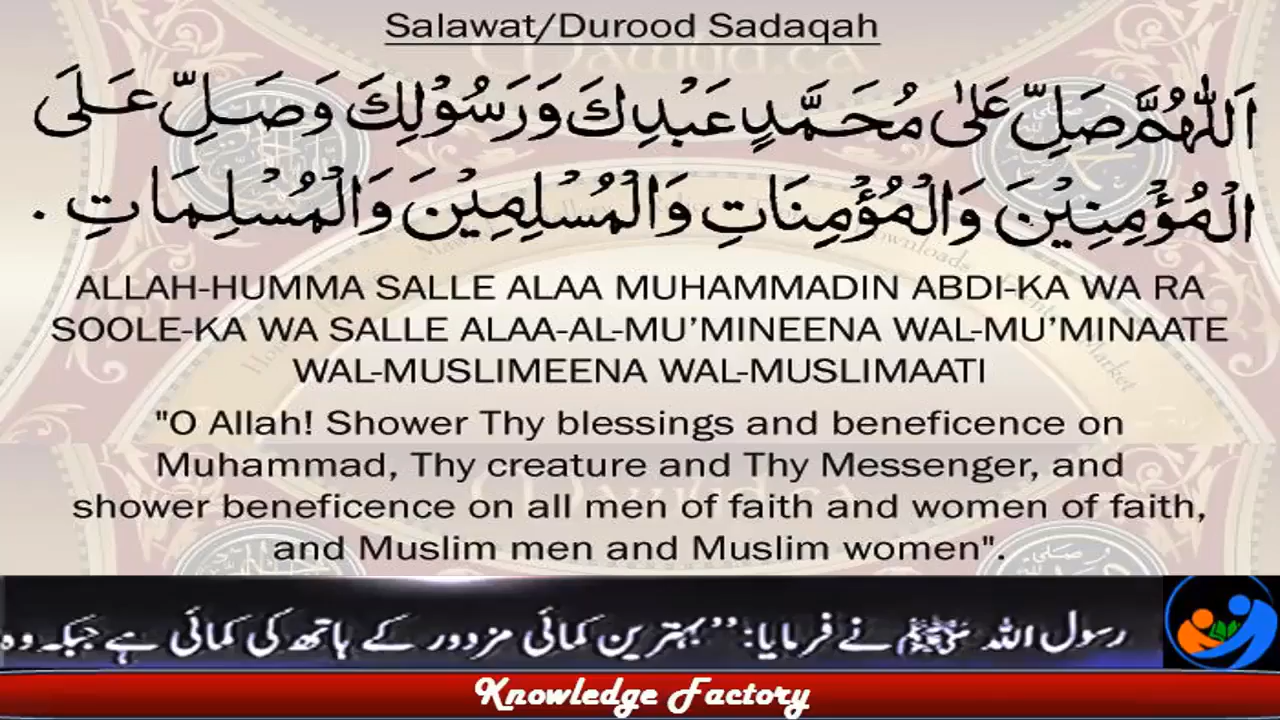 Salawat/Durood Sadaqah
اَللّٰهُمَّ صَلِّ عَلٰى مُحَمَّدٍ عَبْدِكَ وَرَسُوْلِكَ وَصَلِّ عَلَى
الْمُؤْمِنِيْنَ وَالْمُؤْمِنَاتِ وَالْمُسْلِمِيْنَ وَالْمُسْلِمَاتِ .
ALLAH-HUMMA SALLE ALAA MUHAMMADIN ABDI-KA WA RA
SOOLE-KA WA SALLE ALAA-AL-MU’MINEENA WAL-MU’MINAATE
WAL-MUSLIMEENA WAL-MUSLIMAATI
"O Allah! Shower Thy blessings and beneficence on
Muhammad, Thy creature and Thy Messenger, and
shower beneficence on all men of faith and women of faith,
and Muslim men and Muslim women".
رسول اللہ ﷺ نے فرمایا: ’’بہترین کمائی مزدور کے ہاتھ کی کمائی ہے جبکہ وہ
Knowledge Factory